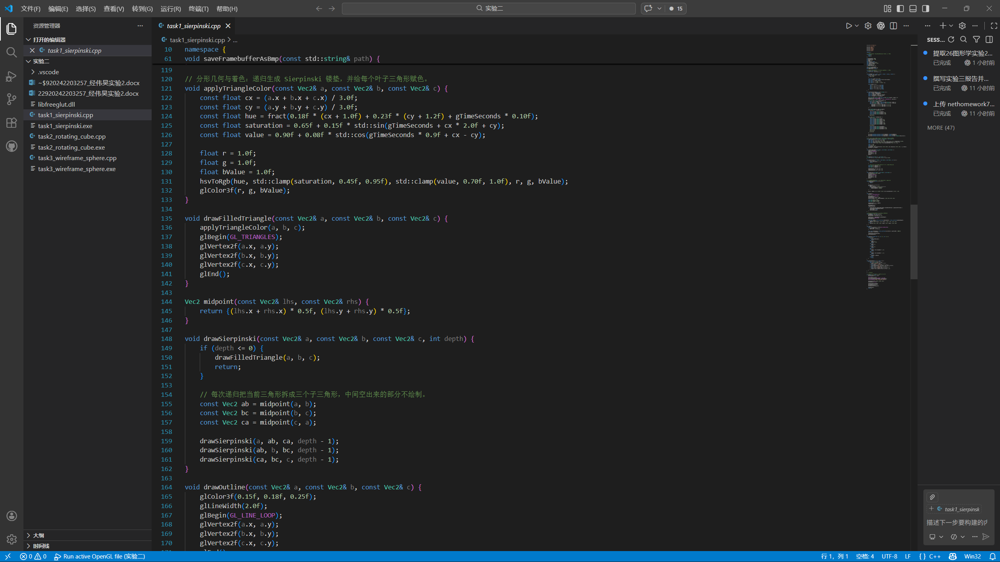 文件(F) 编辑(E) 选择(S) 查看(V) 转到(G) 运行(R) 终端(T) 帮助(H)
实验二
15
资源管理器
打开的编辑器
task1_sierpinski.cpp
实验二
.vscode
~$920242203257_经伟昊实验2.docx
22920242203257_经伟昊实验2.docx
libfreeglut.dll
task1_sierpinski.cpp
task1_sierpinski.exe
task2_rotating_cube.cpp
task2_rotating_cube.exe
task3_wireframe_sphere.cpp
task3_wireframe_sphere.exe
大纲
时间线
task1_sierpinski.cpp
task1_sierpinski.cpp > ...
10 namespace {
61 void saveFramebufferAsBmp(const std::string& path) {
119
120 // 分形几何与着色：递归生成 Sierpinski 镂垫，并给每个叶子三角形赋色。
121 void applyTriangleColor(const Vec2& a, const Vec2& b, const Vec2& c) {
122 const float cx = (a.x + b.x + c.x) / 3.0f;
123 const float cy = (a.y + b.y + c.y) / 3.0f;
124 const float hue = fract(0.18f * (cx + 1.0f) + 0.23f * (cy + 1.2f) + gTimeSeconds * 0.10f);
125 const float saturation = 0.65f + 0.15f * std::sin(gTimeSeconds + cx * 2.0f + cy);
126 const float value = 0.90f + 0.08f * std::cos(gTimeSeconds * 0.9f + cx - cy);
127
128 float r = 1.0f;
129 float g = 1.0f;
130 float bValue = 1.0f;
131 hsvToRgb(hue, std::clamp(saturation, 0.45f, 0.95f), std::clamp(value, 0.70f, 1.0f), r, g, bValue);
132 glColor3f(r, g, bValue);
133 }
134
135 void drawFilledTriangle(const Vec2& a, const Vec2& b, const Vec2& c) {
136 applyTriangleColor(a, b, c);
137 glBegin(GL_TRIANGLES);
138 glVertex2f(a.x, a.y);
139 glVertex2f(b.x, b.y);
140 glVertex2f(c.x, c.y);
141 glEnd();
142 }
143
144 Vec2 midpoint(const Vec2& lhs, const Vec2& rhs) {
145 return {(lhs.x + rhs.x) * 0.5f, (lhs.y + rhs.y) * 0.5f};
146 }
147
148 void drawSierpinski(const Vec2& a, const Vec2& b, const Vec2& c, int depth) {
149 if (depth <= 0) {
150 drawFilledTriangle(a, b, c);
151 return;
152 }
153
154 // 每次递归把当前三角形拆成三个子三角形，中间空出来的部分不绘制。
155 const Vec2 ab = midpoint(a, b);
156 const Vec2 bc = midpoint(b, c);
157 const Vec2 ca = midpoint(c, a);
158
159 drawSierpinski(a, ab, ca, depth - 1);
160 drawSierpinski(ab, b, bc, depth - 1);
161 drawSierpinski(ca, bc, c, depth - 1);
162 }
163
164 void drawOutline(const Vec2& a, const Vec2& b, const Vec2& c) {
165 glColor3f(0.15f, 0.18f, 0.25f);
166 glLineWidth(2.0f);
167 glBegin(GL_LINE_LOOP);
168 glVertex2f(a.x, a.y);
169 glVertex2f(b.x, b.y);
170 glVertex2f(c.x, c.y);
SESS...
提取26图形学实验2...
已完成 1 小时前
撰写实验三报告并...
已完成 11 小时前
上传 nethomework7...
已完成 11 小时前
MORE (47)
task1_sierpinsk
描述下一步要构建的
0 0 Run active OpenGL file (实验二)
行 1，列 1 空格: 4 UTF-8 LF {} C++ Win32